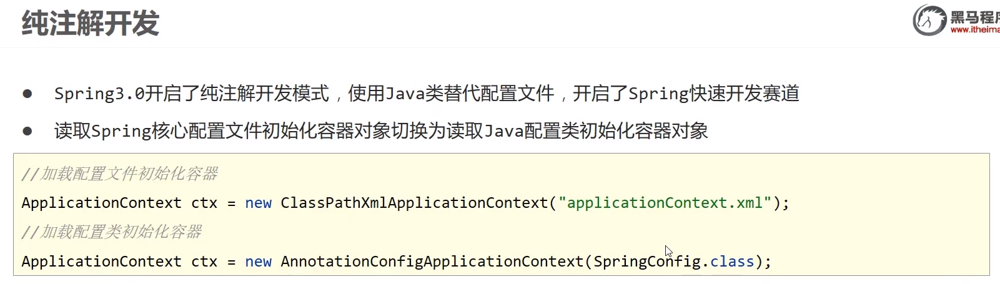 纯注解开发
黑马程序
www.itheima
Spring3.0开启了纯注解开发模式，使用Java类替代配置文件，开启了Spring快速开发赛道
读取Spring核心配置文件初始化容器对象切换为读取Java配置类初始化容器对象
//加载配置文件初始化容器
ApplicationContext ctx = new ClassPathXmlApplicationContext("applicationContext.xml");
//加载配置类初始化容器
ApplicationContext ctx = new AnnotationConfigApplicationContext(SpringConfig.class);